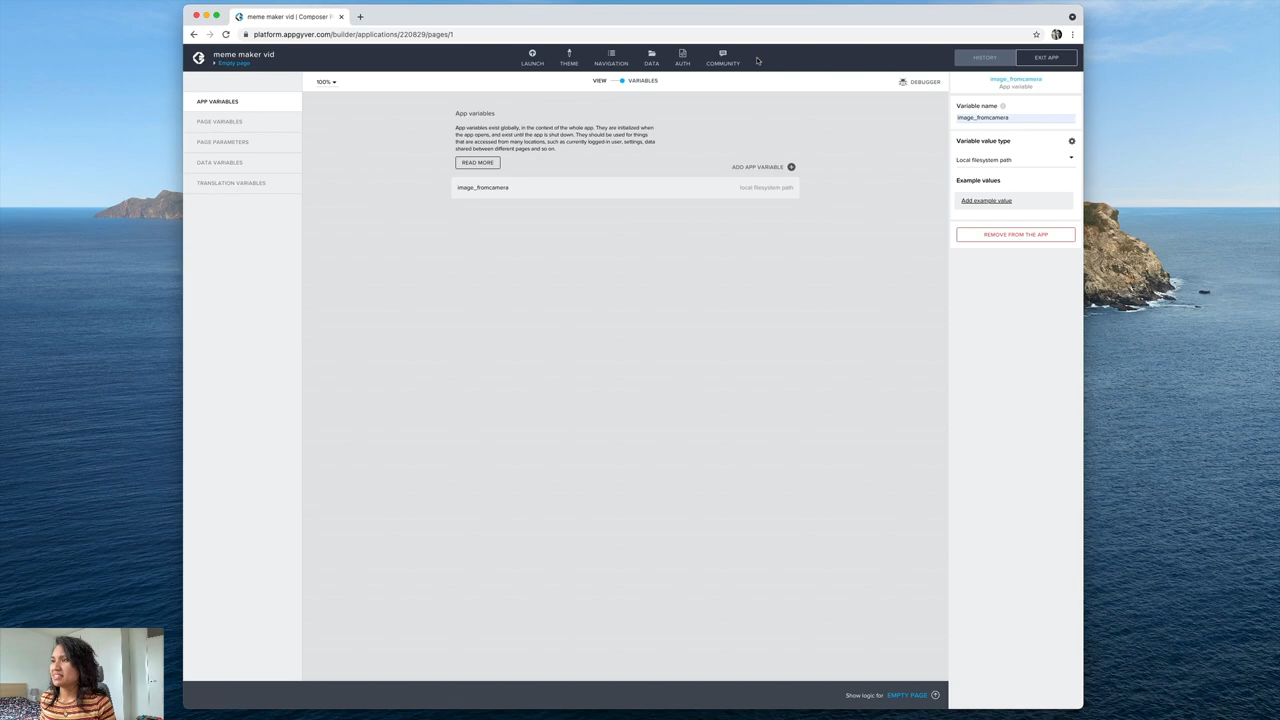 meme maker vid | Composer P
platform.appgyver.com/builder/applications/220829/pages/1
meme maker vid
Empty page
LAUNCH
THEME
NAVIGATION
DATA
AUTH
COMMUNITY
HISTORY
EXIT APP
100%
VIEW
VARIABLES
DEBUGGER
APP VARIABLES
PAGE VARIABLES
PAGE PARAMETERS
DATA VARIABLES
TRANSLATION VARIABLES
App variables
App variables exist globally, in the context of the whole app. They are initialized when
the app opens, and exist until the app is shut down. They should be used for things
that are accessed from many locations, such as currently logged-in user, settings, data
shared between different pages and so on.
READ MORE
ADD APP VARIABLE
image_fromcamera
local filesystem path
image_fromcamera
App variable
Variable name
image_fromcamera
Variable value type
Local filesystem path
Example values
Add example value
REMOVE FROM THE APP
Show logic for EMPTY PAGE